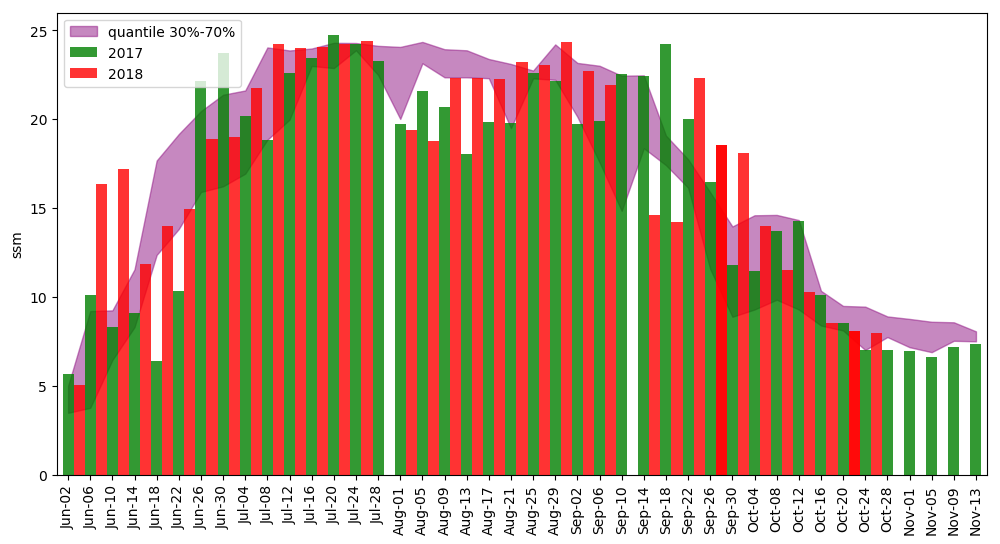 quantile 30%-70%
2017
2018
ssm
25
20
15
10
5
0
Jun-02
Jun-06
Jun-10
Jun-14
Jun-18
Jun-22
Jun-26
Jun-30
Jul-04
Jul-08
Jul-12
Jul-16
Jul-20
Jul-24
Jul-28
Aug-01
Aug-05
Aug-09
Aug-13
Aug-17
Aug-21
Aug-25
Aug-29
Sep-02
Sep-06
Sep-10
Sep-14
Sep-18
Sep-22
Sep-26
Sep-30
Oct-04
Oct-08
Oct-12
Oct-16
Oct-20
Oct-24
Oct-28
Nov-01
Nov-05
Nov-09
Nov-13